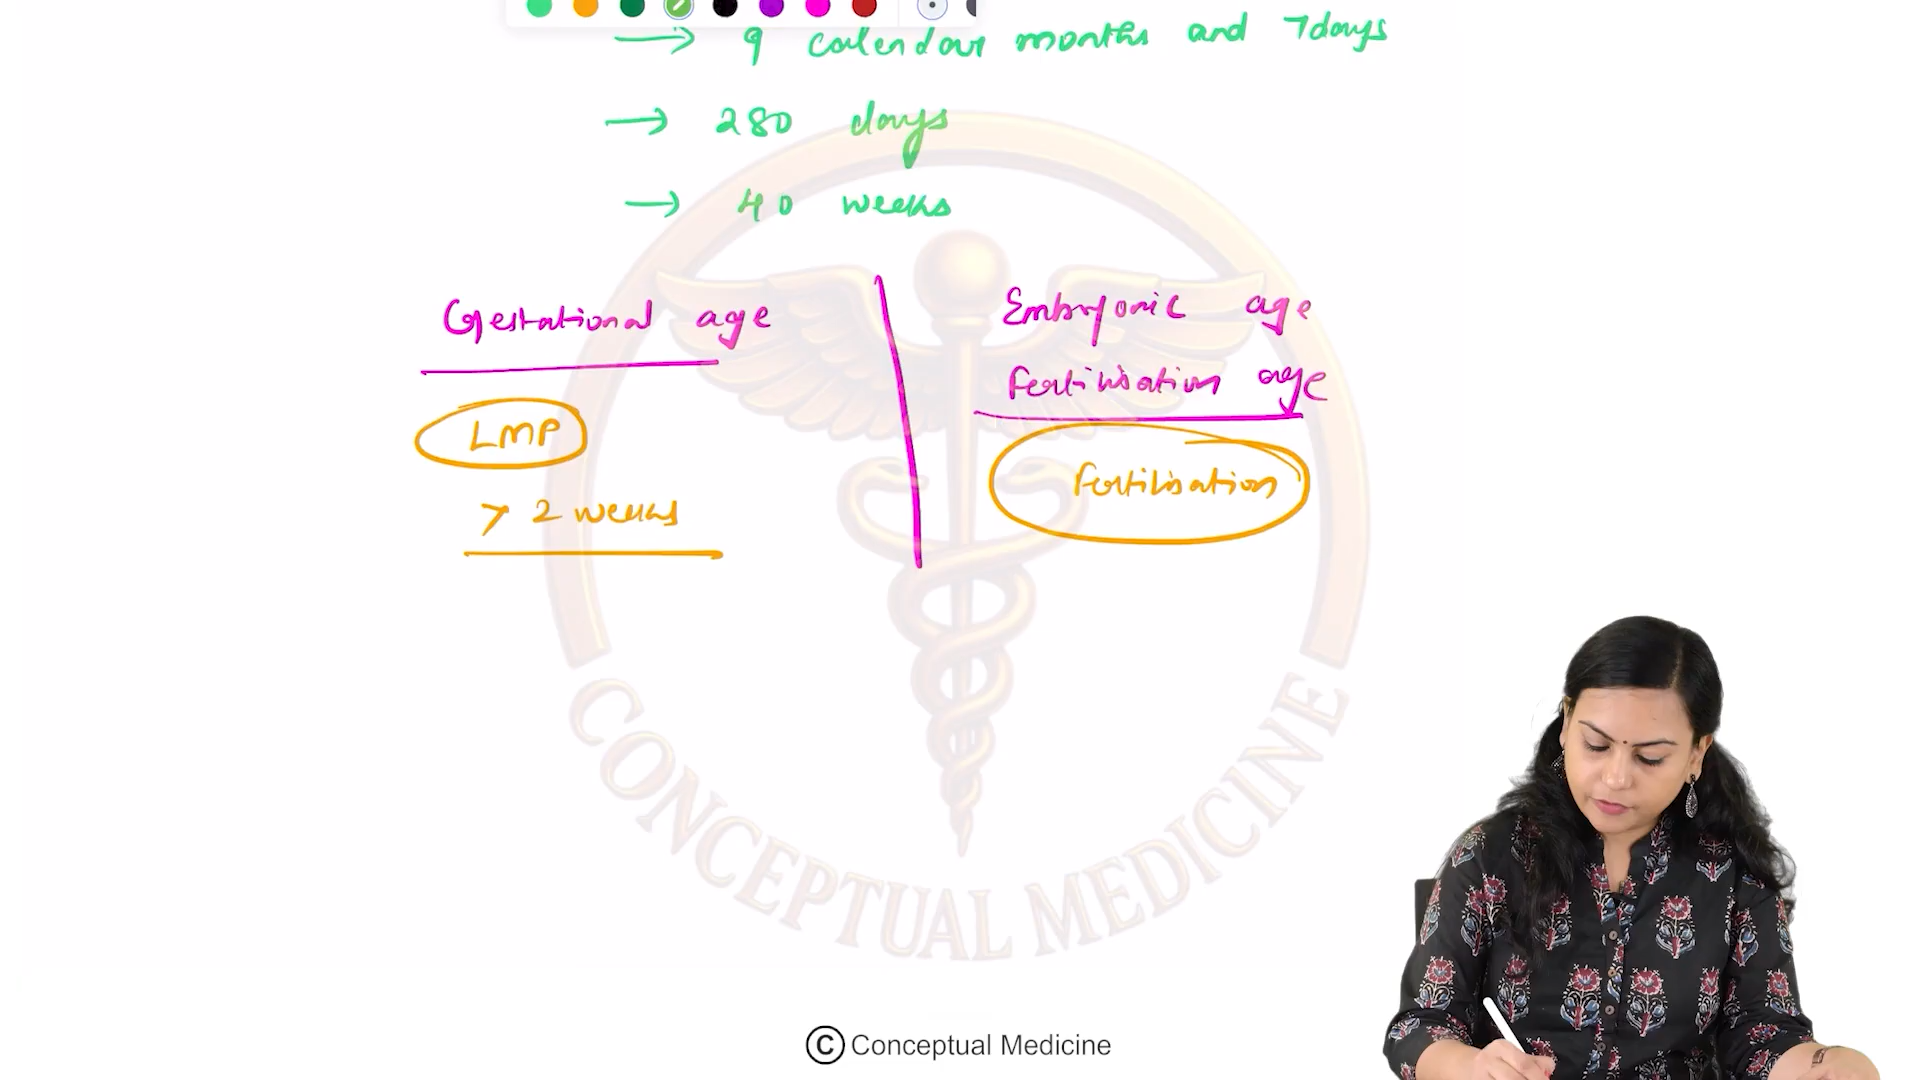 → 9 calendar months and 7days
→ 280 days
→ 40 weeks
Gestational age
LMP
> 2 weeks
Embryonic age
fertilisation age
fertilisation
CONCEPTUAL MEDICINE
© Conceptual Medicine